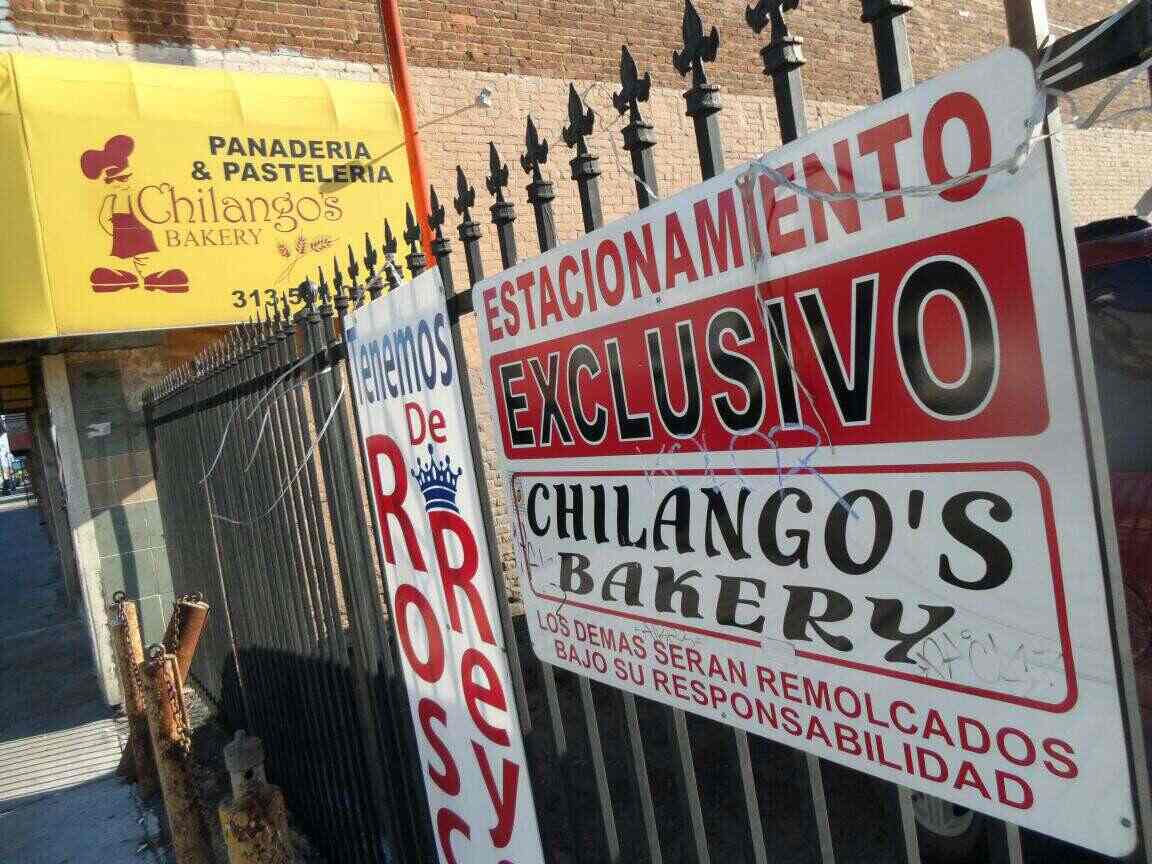 PANADERIA
& PASTELERIA
Chilango's
BAKERY
313-5
Tenemos
De
Rosc
Rey
ESTACIONAMIENTO
EXCLUSIVO
CHILANGO'S
BAKERY
LOS DEMAS SERAN REMOLCADOS
BAJO SU RESPONSABILIDAD